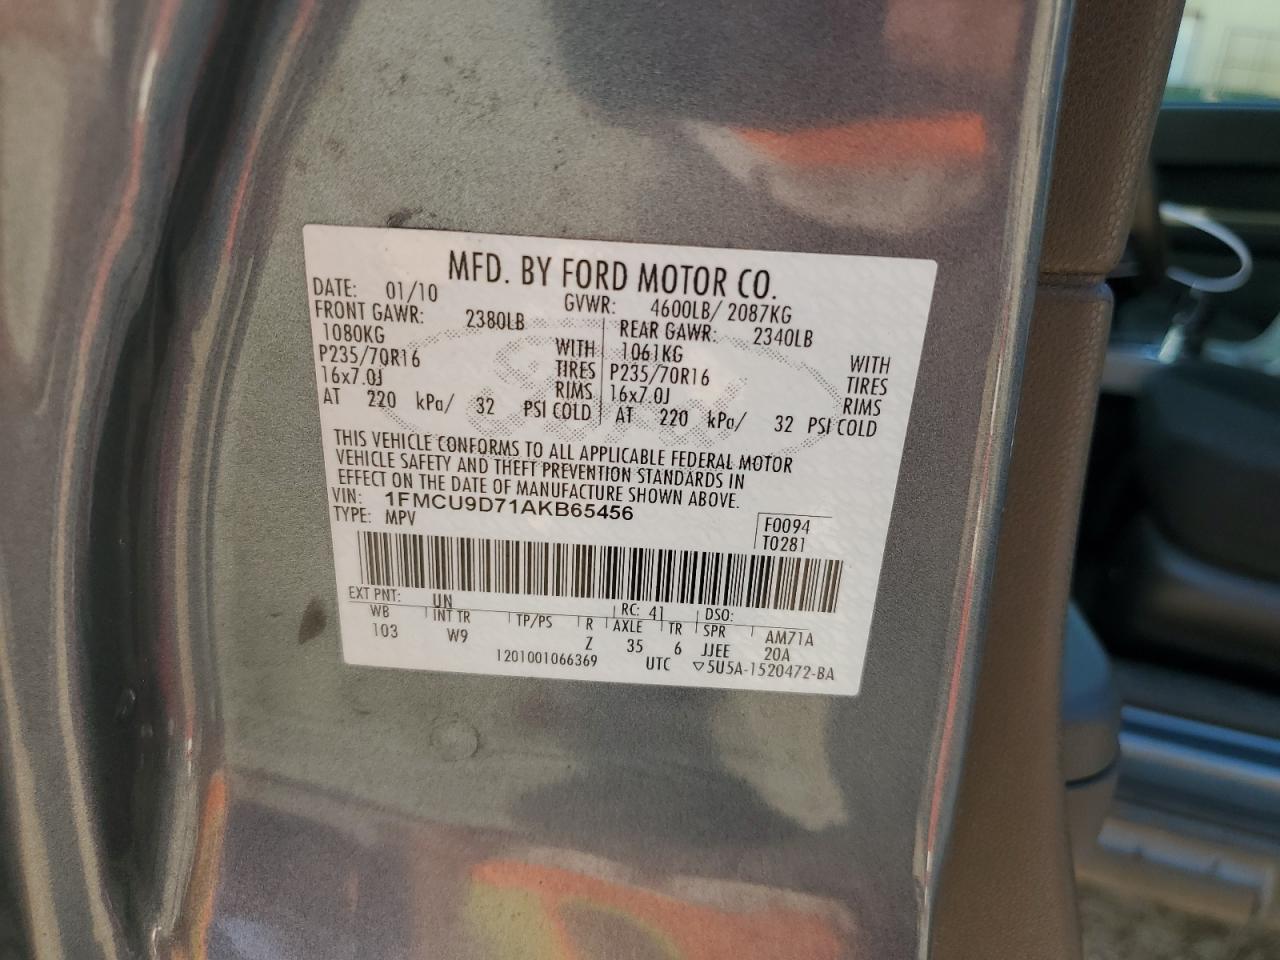 MFD. BY FORD MOTOR CO.
DATE: 01/10 GVWR: 4600LB/ 2087KG
FRONT GAWR: 2380LB REAR GAWR: 2340LB
1080KG WITH 1061KG WITH
P235/70R16 TIRES P235/70R16 TIRES
16x7.0J RIMS 16x7.0J RIMS
AT 220 kPa/ 32 PSI COLD AT 220 kPa/ 32 PSI COLD
THIS VEHICLE CONFORMS TO ALL APPLICABLE FEDERAL MOTOR
VEHICLE SAFETY AND THEFT PREVENTION STANDARDS IN
EFFECT ON THE DATE OF MANUFACTURE SHOWN ABOVE.
VIN: 1FMCU9D71AKB65456
TYPE: MPV F0094
T0281
EXT PNT: UN RC: 41 DSO:
WB INT TR TP/PS R AXLE TR SPR AM71A
103 W9 Z 35 6 JJEE 20A
1201001066369 UTC ▽5U5A-1520472-BA